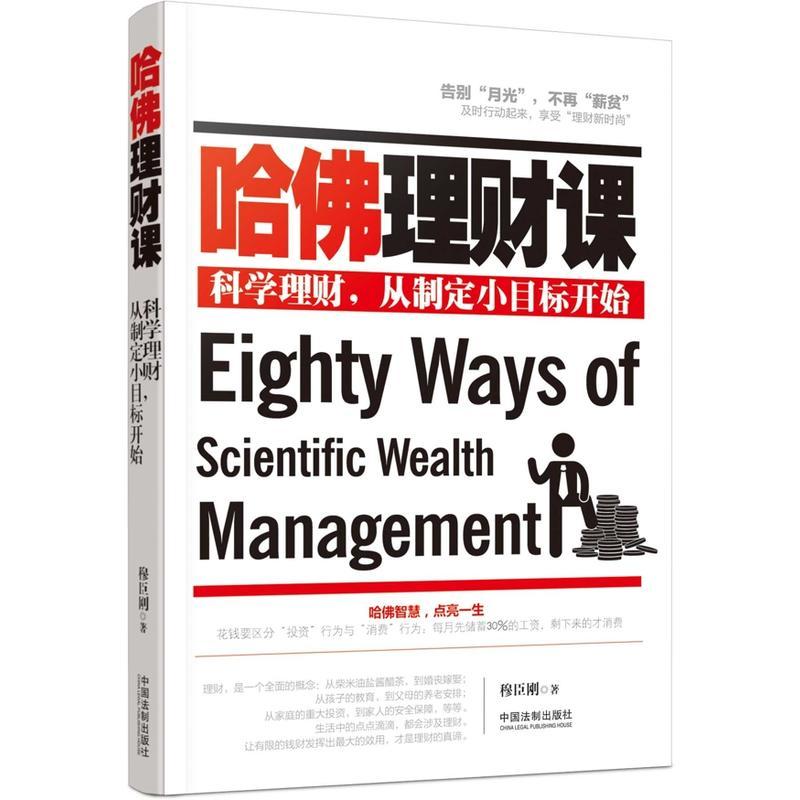 告别“月光”，不再“薪贫”
及时行动起来，享受“理财新时尚”
哈佛理财课
科学理财，从制定小目标开始
Eighty Ways of
Scientific Wealth
Management
哈佛智慧，点亮一生
花钱要区分“投资”行为与“消费”行为：每月先储蓄30%的工资，剩下来的才消费
理财，是一个全面的概念：从柴米油盐酱醋茶，到婚丧嫁娶；
从孩子的教育，到父母的养老安排；
从家庭的重大投资，到家人的安全保障，等等。
生活中的点点滴滴，都会涉及理财。
让有限的钱财发挥出最大的效用，才是理财的真谛。
穆臣刚◎著
中国法制出版社
CHINA LEGAL PUBLISHING HOUSE
哈佛理财课
科学理财，
从制定小目标开始
穆臣刚◎著
中国法制出版社
CHINA LEGAL PUBLISHING HOUSE